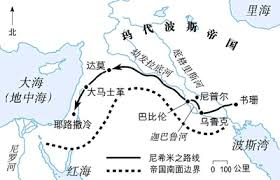 北
里海
玛代波斯帝国
底格里斯河
幼发拉底河
达莫
大海
(地中海)
大马士革
尼普尔
书珊
巴比伦
乌鲁克
耶路撒冷
迦巴鲁河
尼罗河
红海
波斯湾
尼希米之路线
帝国南面边界
0 100 公里